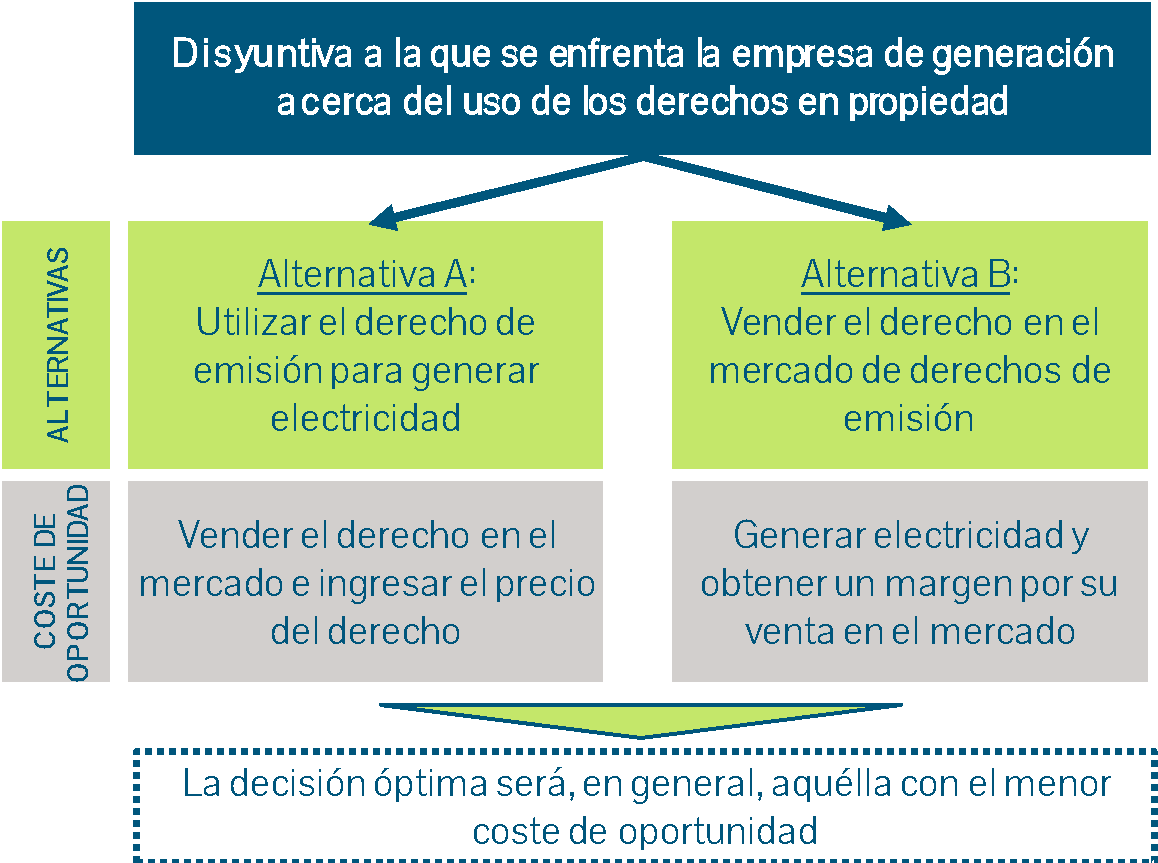 Disyuntiva a la que se enfrenta la empresa de generación
acerca del uso de los derechos en propiedad
ALTERNATIVAS
Alternativa A:
Utilizar el derecho de
emisión para generar
electricidad
Alternativa B:
Vender el derecho en el
mercado de derechos de
emisión
COSTE DE
OPORTUNIDAD
Vender el derecho en el
mercado e ingresar el precio
del derecho
Generar electricidad y
obtener un margen por su
venta en el mercado
La decisión óptima será, en general, aquélla con el menor
coste de oportunidad